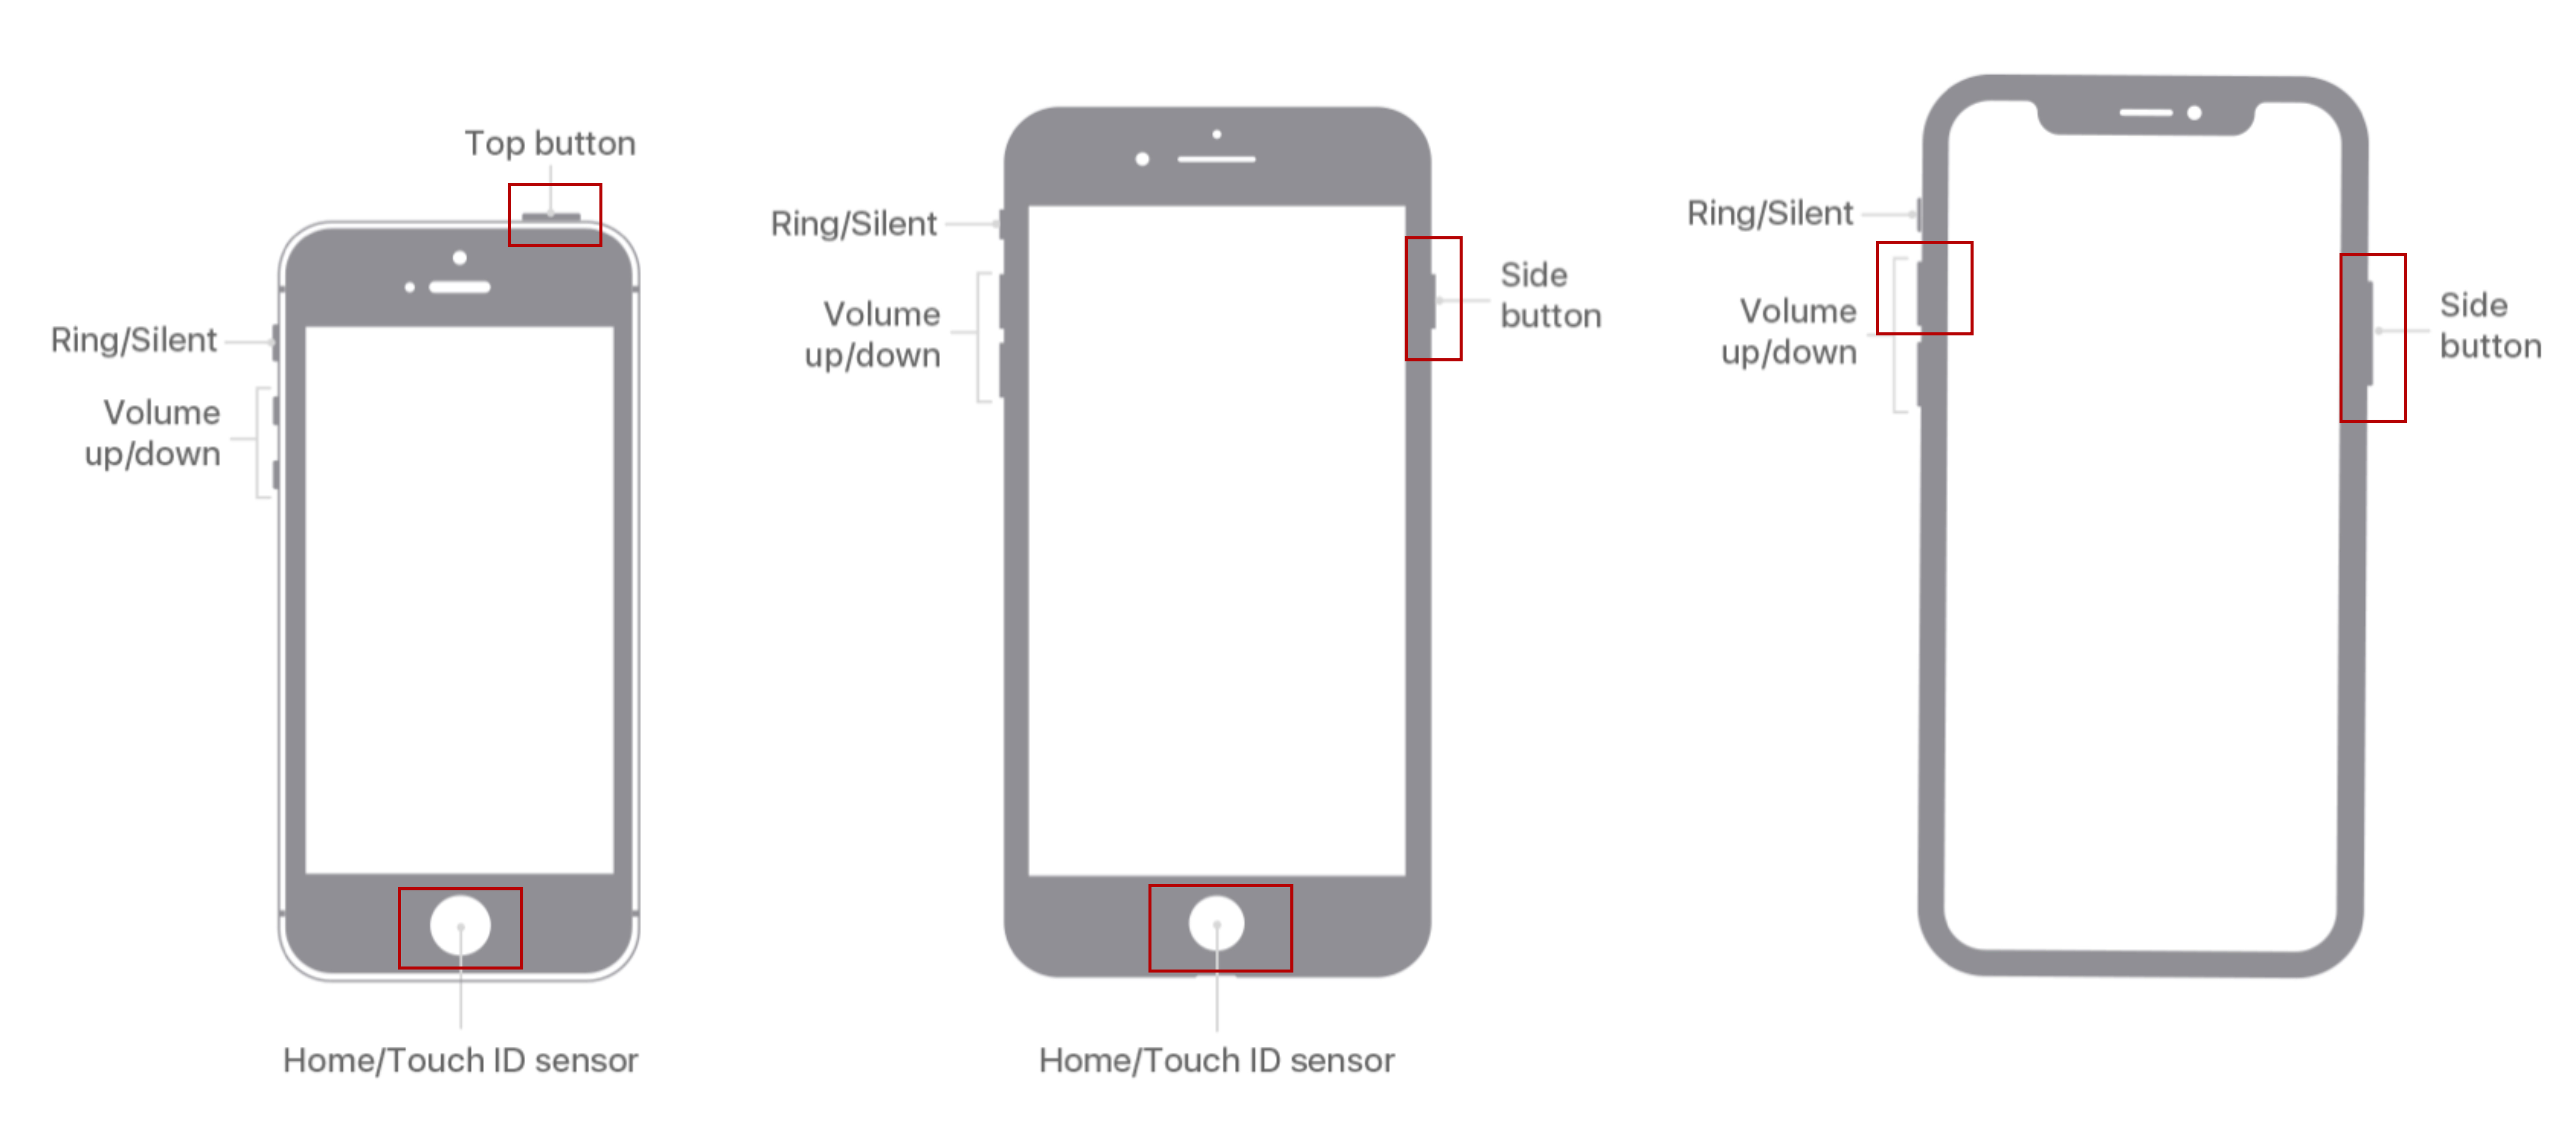 Top button
Ring/Silent
Volume
up/down
Home/Touch ID sensor
Ring/Silent
Volume
up/down
Side
button
Home/Touch ID sensor
Ring/Silent
Volume
up/down
Side
button